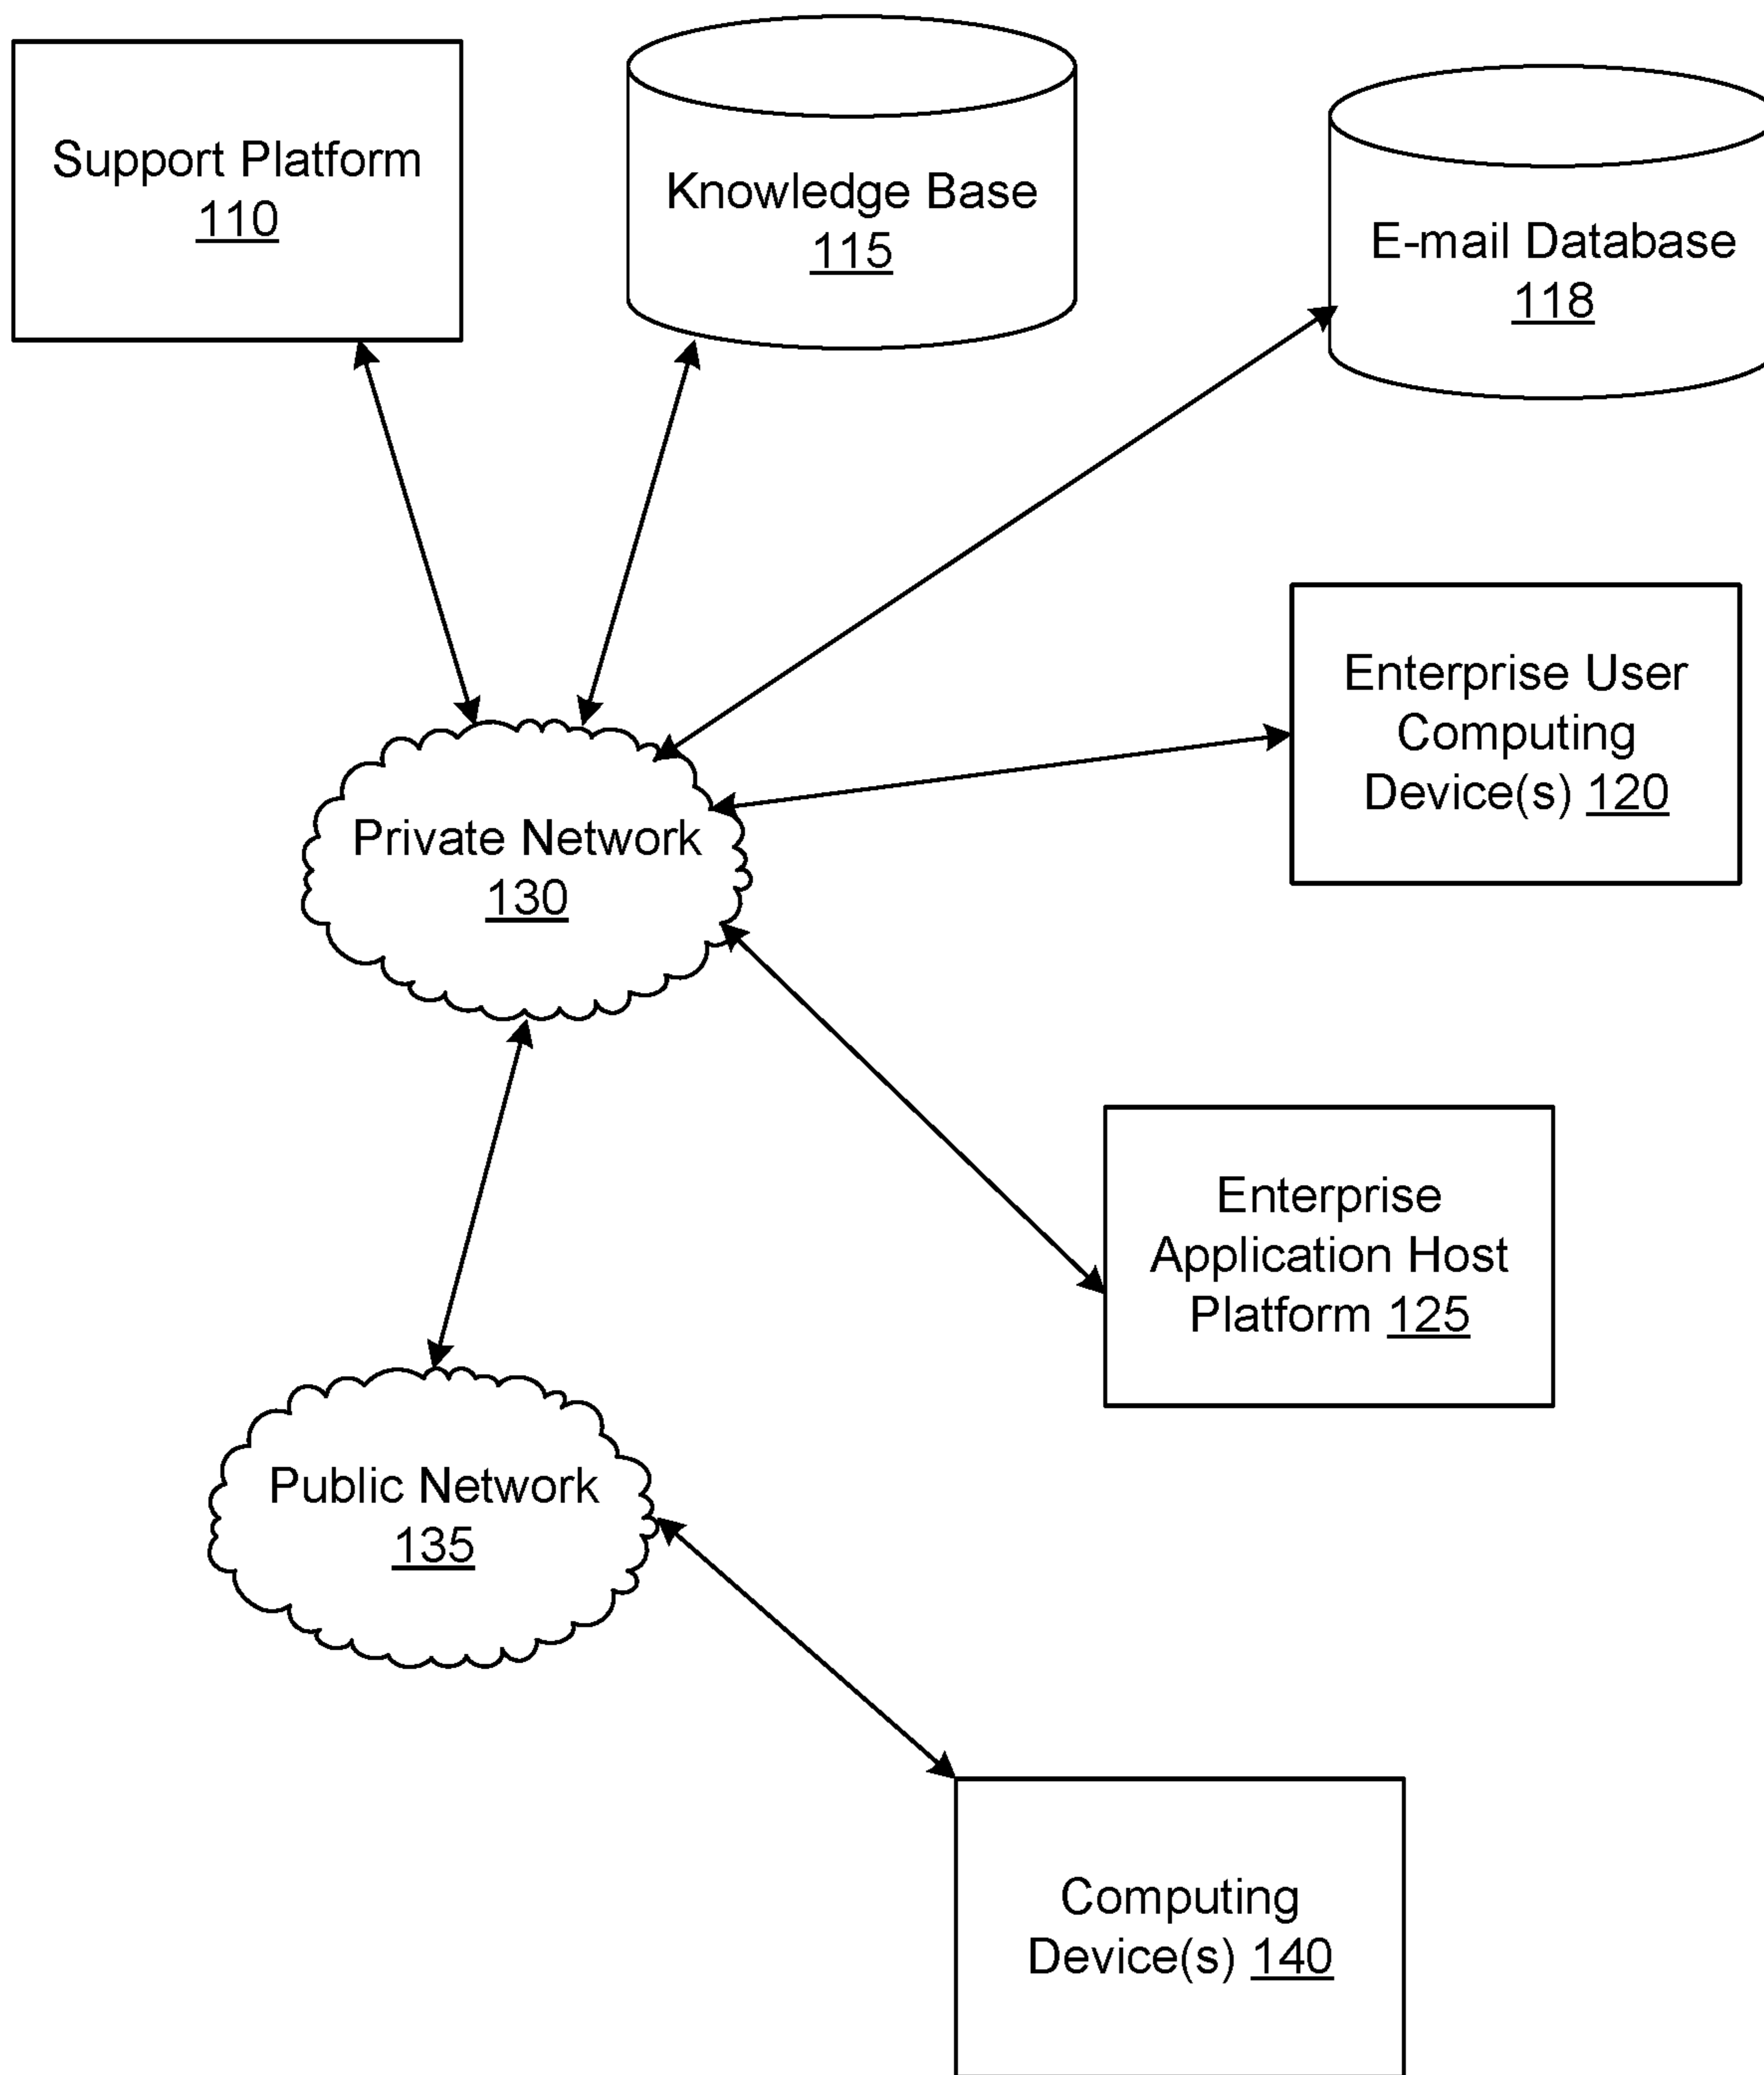 Support Platform
110
Knowledge Base
115
E-mail Database
118
Enterprise User
Computing
Device(s) 120
Private Network
130
Enterprise
Application Host
Platform 125
Public Network
135
Computing
Device(s) 140